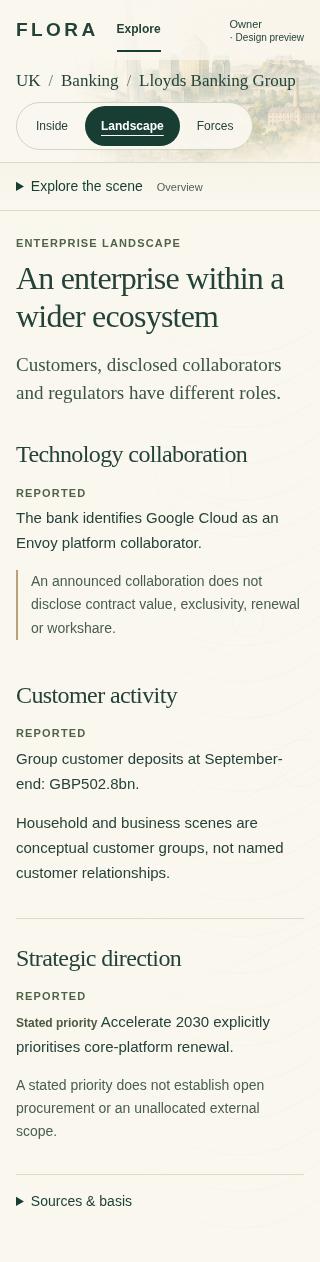 FLORA
Explore
Owner
· Design preview
UK / Banking / Lloyds Banking Group
Inside
Landscape
Forces
Explore the scene Overview
ENTERPRISE LANDSCAPE
An enterprise within a
wider ecosystem
Customers, disclosed collaborators
and regulators have different roles.
Technology collaboration
REPORTED
The bank identifies Google Cloud as an
Envoy platform collaborator.
An announced collaboration does not
disclose contract value, exclusivity, renewal
or workshare.
Customer activity
REPORTED
Group customer deposits at September-
end: GBP502.8bn.
Household and business scenes are
conceptual customer groups, not named
customer relationships.
Strategic direction
REPORTED
Stated priority Accelerate 2030 explicitly
prioritises core-platform renewal.
A stated priority does not establish open
procurement or an unallocated external
scope.
Sources & basis